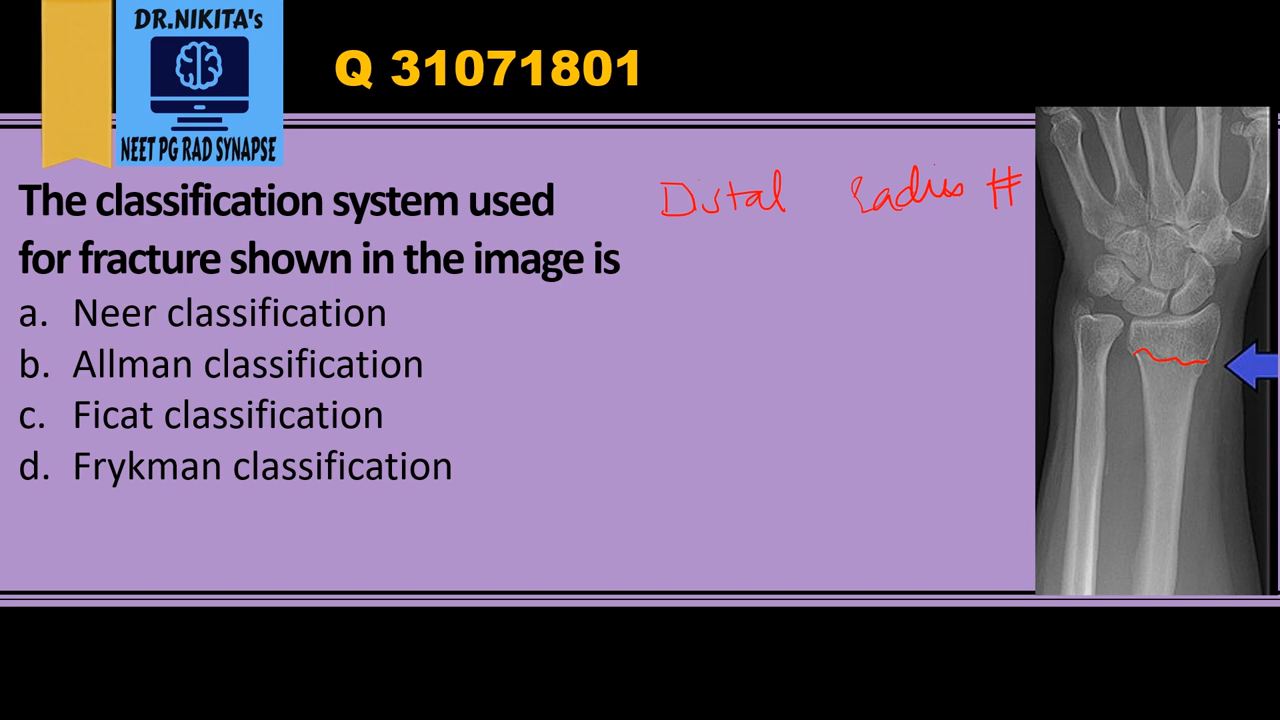 DR.NIKITA's
NEET PG RAD SYNAPSE
Q 31071801
The classification system used
for fracture shown in the image is
Distal radius #
a. Neer classification
b. Allman classification
c. Ficat classification
d. Frykman classification